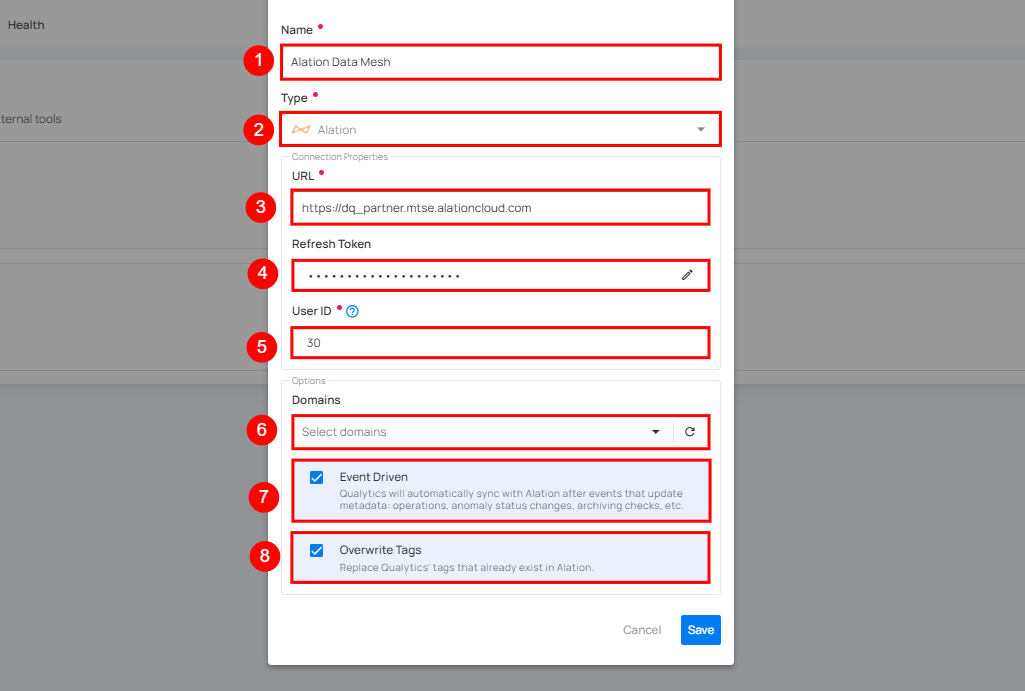 Health
ternal tools
Name
1
Alation Data Mesh
Type
2
Alation
Connection Properties
URL
3
https://dq_partner.mtse.alationcloud.com
Refresh Token
4
••••••••••••••••••••
User ID ?
5
30
Options
Domains
6
Select domains
7
Event Driven
Qualytics will automatically sync with Alation after events that update
metadata: operations, anomaly status changes, archiving checks, etc.
8
Overwrite Tags
Replace Qualytics' tags that already exist in Alation.
Cancel
Save